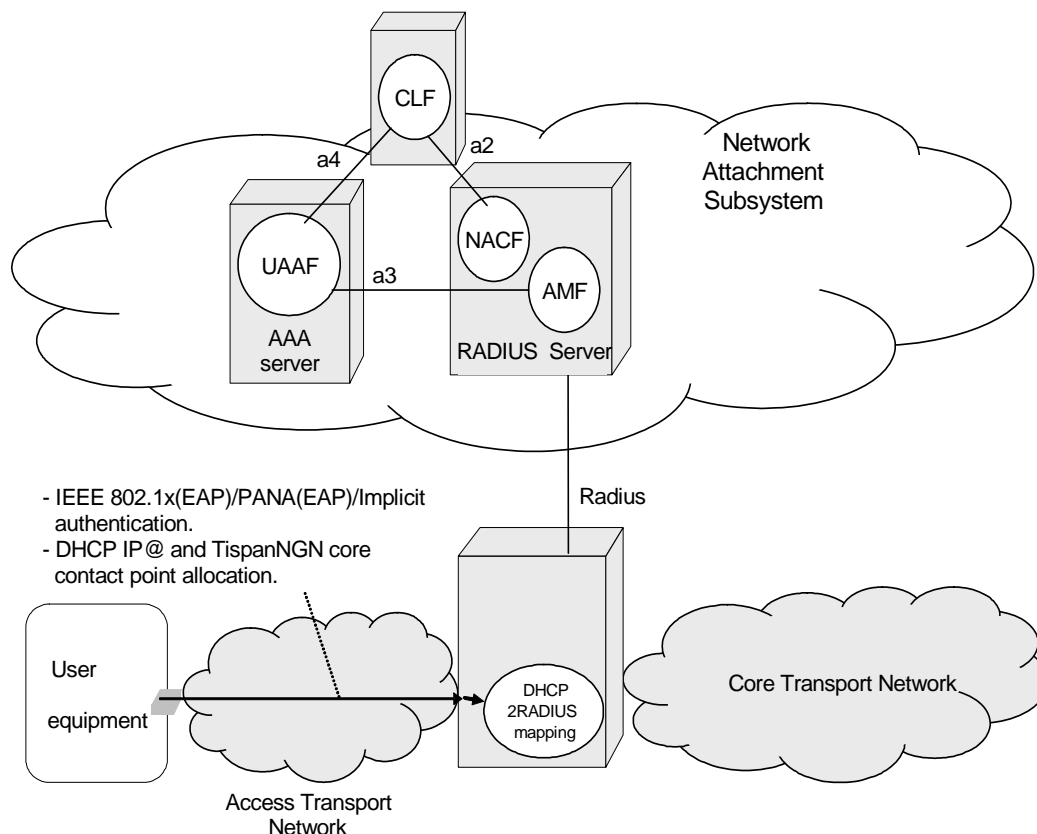 CLF
a4
a2
Network
Attachment
Subsystem
NACF
UAAF
a3
AMF
AAA
server
RADIUS Server
Radius
- IEEE 802.1x(EAP)/PANA(EAP)/Implicit
authentication.
- DHCP IP@ and TispanNGN core
contact point allocation.
User
equipment
DHCP
2RADIUS
mapping
Core Transport Network
Access Transport
Network